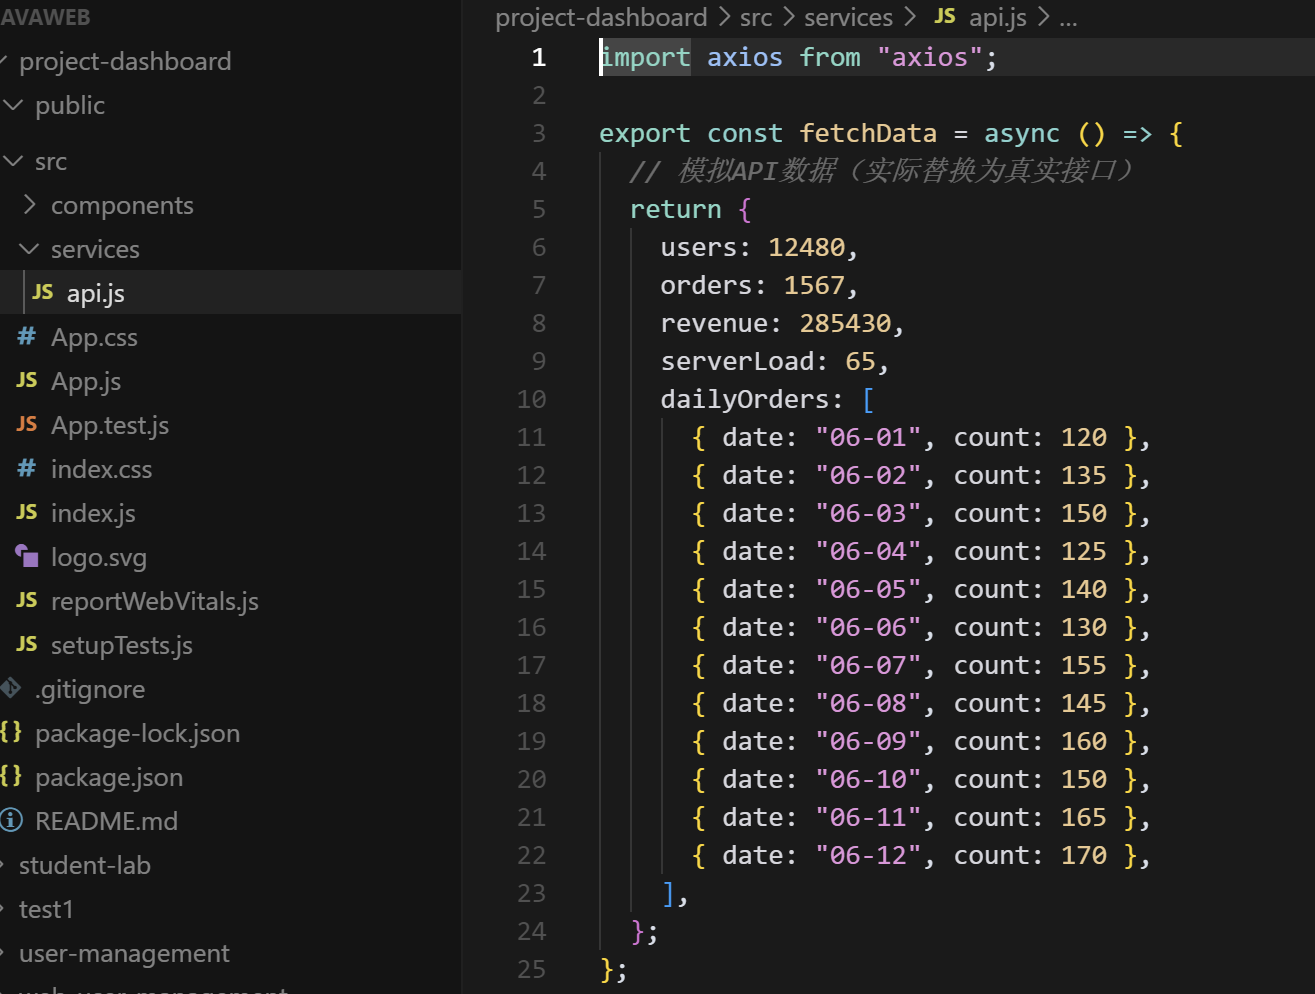 AVAWEB
project-dashboard
public
src
components
services
JS api.js
# App.css
JS App.js
JS App.test.js
# index.css
JS index.js
logo.svg
JS reportWebVitals.js
JS setupTests.js
.gitignore
{} package-lock.json
{} package.json
README.md
student-lab
test1
user-management
web-user-management
project-dashboard > src > services > JS api.js > ...
1 import axios from "axios";
2
3 export const fetchData = async () => {
4 // 模拟API数据（实际替换为真实接口）
5 return {
6 users: 12480,
7 orders: 1567,
8 revenue: 285430,
9 serverLoad: 65,
10 dailyOrders: [
11 { date: "06-01", count: 120 },
12 { date: "06-02", count: 135 },
13 { date: "06-03", count: 150 },
14 { date: "06-04", count: 125 },
15 { date: "06-05", count: 140 },
16 { date: "06-06", count: 130 },
17 { date: "06-07", count: 155 },
18 { date: "06-08", count: 145 },
19 { date: "06-09", count: 160 },
20 { date: "06-10", count: 150 },
21 { date: "06-11", count: 165 },
22 { date: "06-12", count: 170 },
23 ],
24 };
25 };